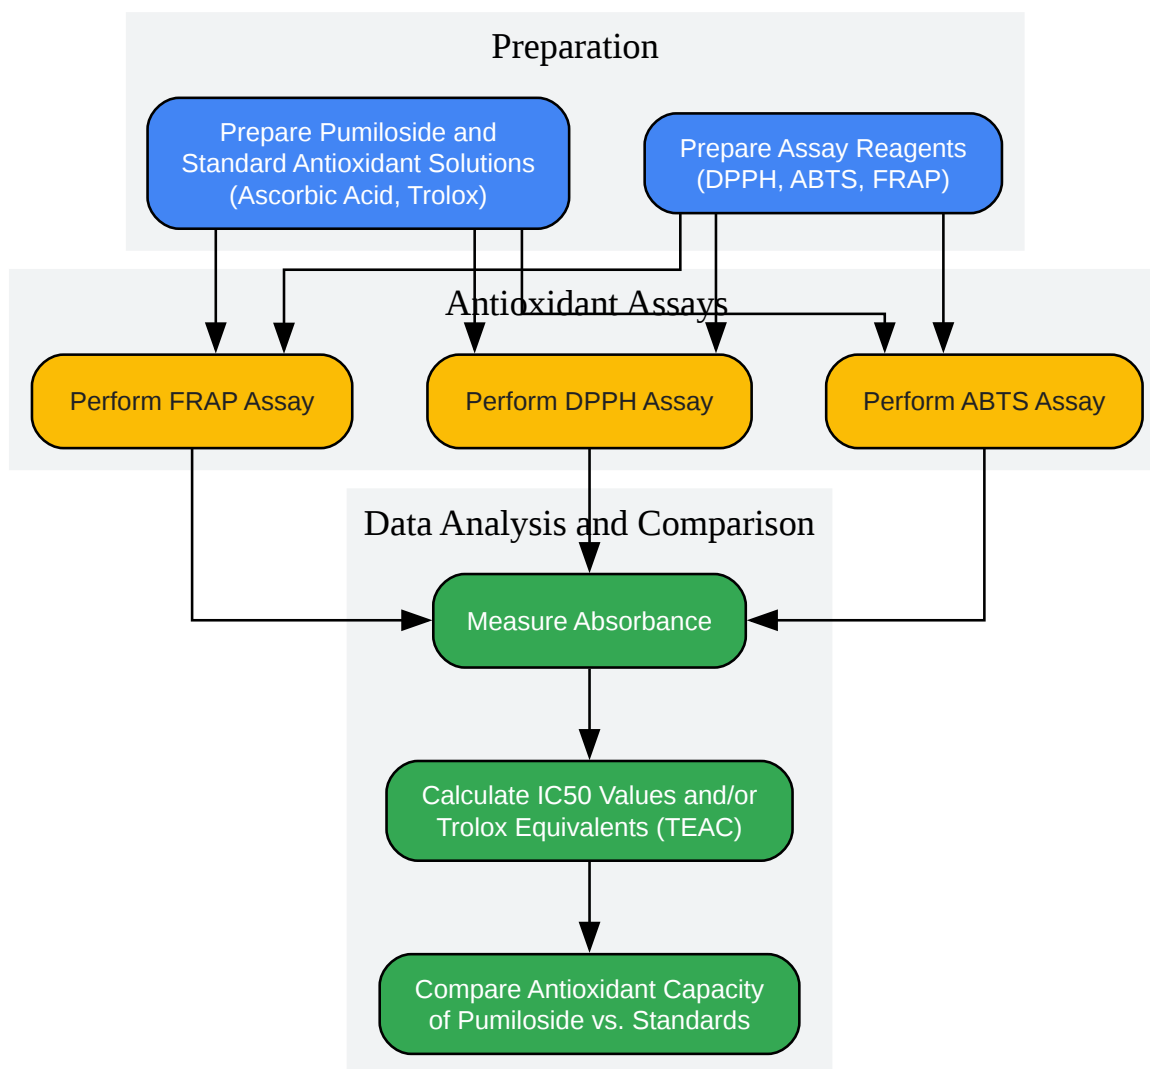 Preparation
Prepare Pumiloside and
Standard Antioxidant Solutions
(Ascorbic Acid, Trolox)
Prepare Assay Reagents
(DPPH, ABTS, FRAP)
Antioxidant Assays
Perform FRAP Assay
Perform DPPH Assay
Perform ABTS Assay
Data Analysis and Comparison
Measure Absorbance
Calculate IC50 Values and/or
Trolox Equivalents (TEAC)
Compare Antioxidant Capacity
of Pumiloside vs. Standards